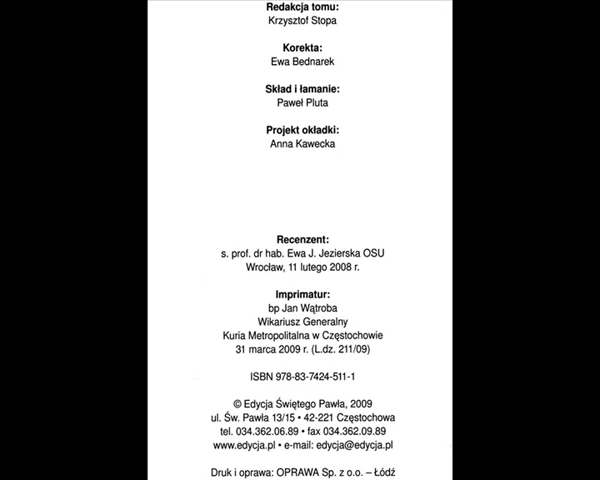 Redakcja tomu:
Krzysztof Stopa
Korekta:
Ewa Bednarek
Skład i łamanie:
Paweł Pluta
Projekt okładki:
Anna Kawecka
Recenzent:
s. prof. dr hab. Ewa J. Jezierska OSU
Wrocław, 11 lutego 2008 r.
Imprimatur:
bp Jan Wątroba
Wikariusz Generalny
Kuria Metropolitalna w Częstochowie
31 marca 2009 r. (L.dz. 211/09)
ISBN 978-83-7424-511-1
© Edycja Świętego Pawła, 2009
ul. Św. Pawła 13/15 • 42-221 Częstochowa
tel. 034.362.06.89 • fax 034.362.09.89
www.edycja.pl • e-mail: edycja@edycja.pl
Druk i oprawa: OPRAWA Sp. z o.o. – Łódź